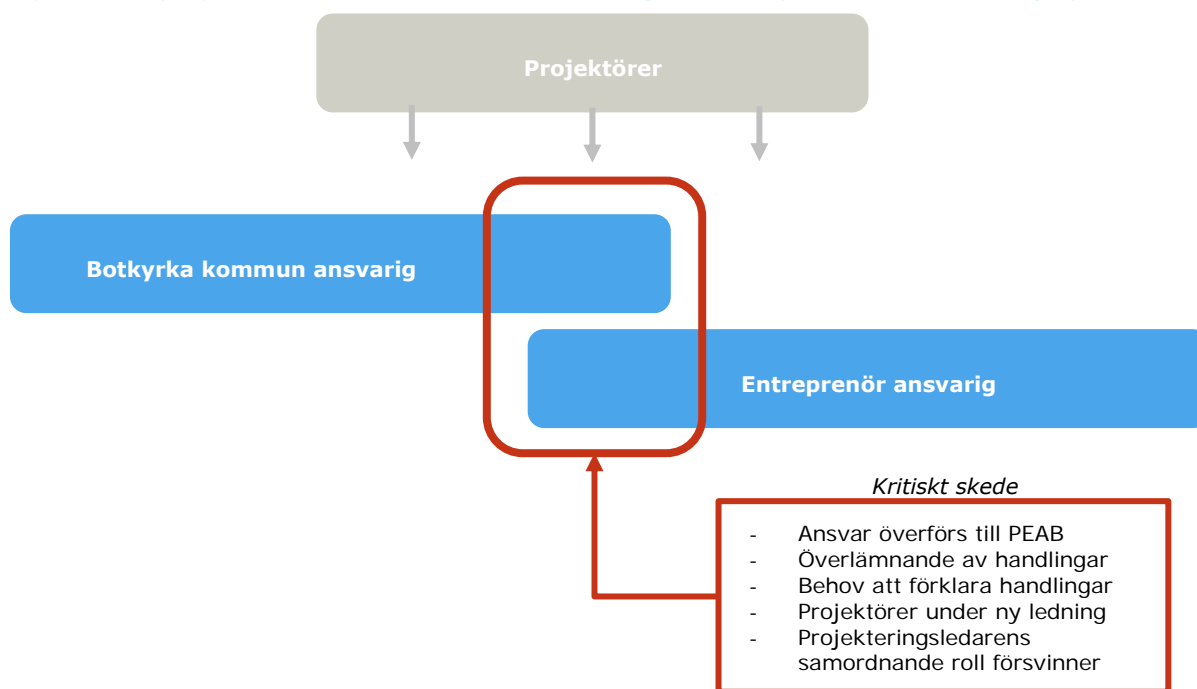 Projektörer
Botkyrka kommun ansvarig
Entreprenör ansvarig
Kritiskt skede
- Ansvar överförs till PEAB
- Överlämnande av handlingar
- Behov att förklara handlingar
- Projektörer under ny ledning
- Projekteringsledarens
samordnande roll försvinner